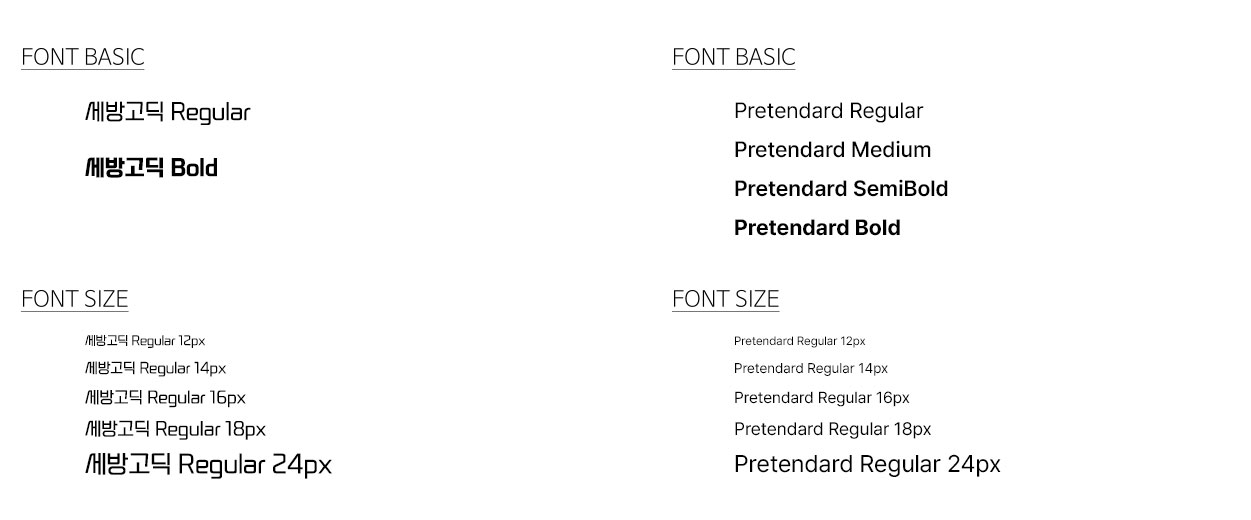 FONT BASIC
세방고딕 Regular
세방고딕 Bold
FONT SIZE
세방고딕 Regular 12px
세방고딕 Regular 14px
세방고딕 Regular 16px
세방고딕 Regular 18px
세방고딕 Regular 24px
FONT BASIC
Pretendard Regular
Pretendard Medium
Pretendard SemiBold
Pretendard Bold
FONT SIZE
Pretendard Regular 12px
Pretendard Regular 14px
Pretendard Regular 16px
Pretendard Regular 18px
Pretendard Regular 24px